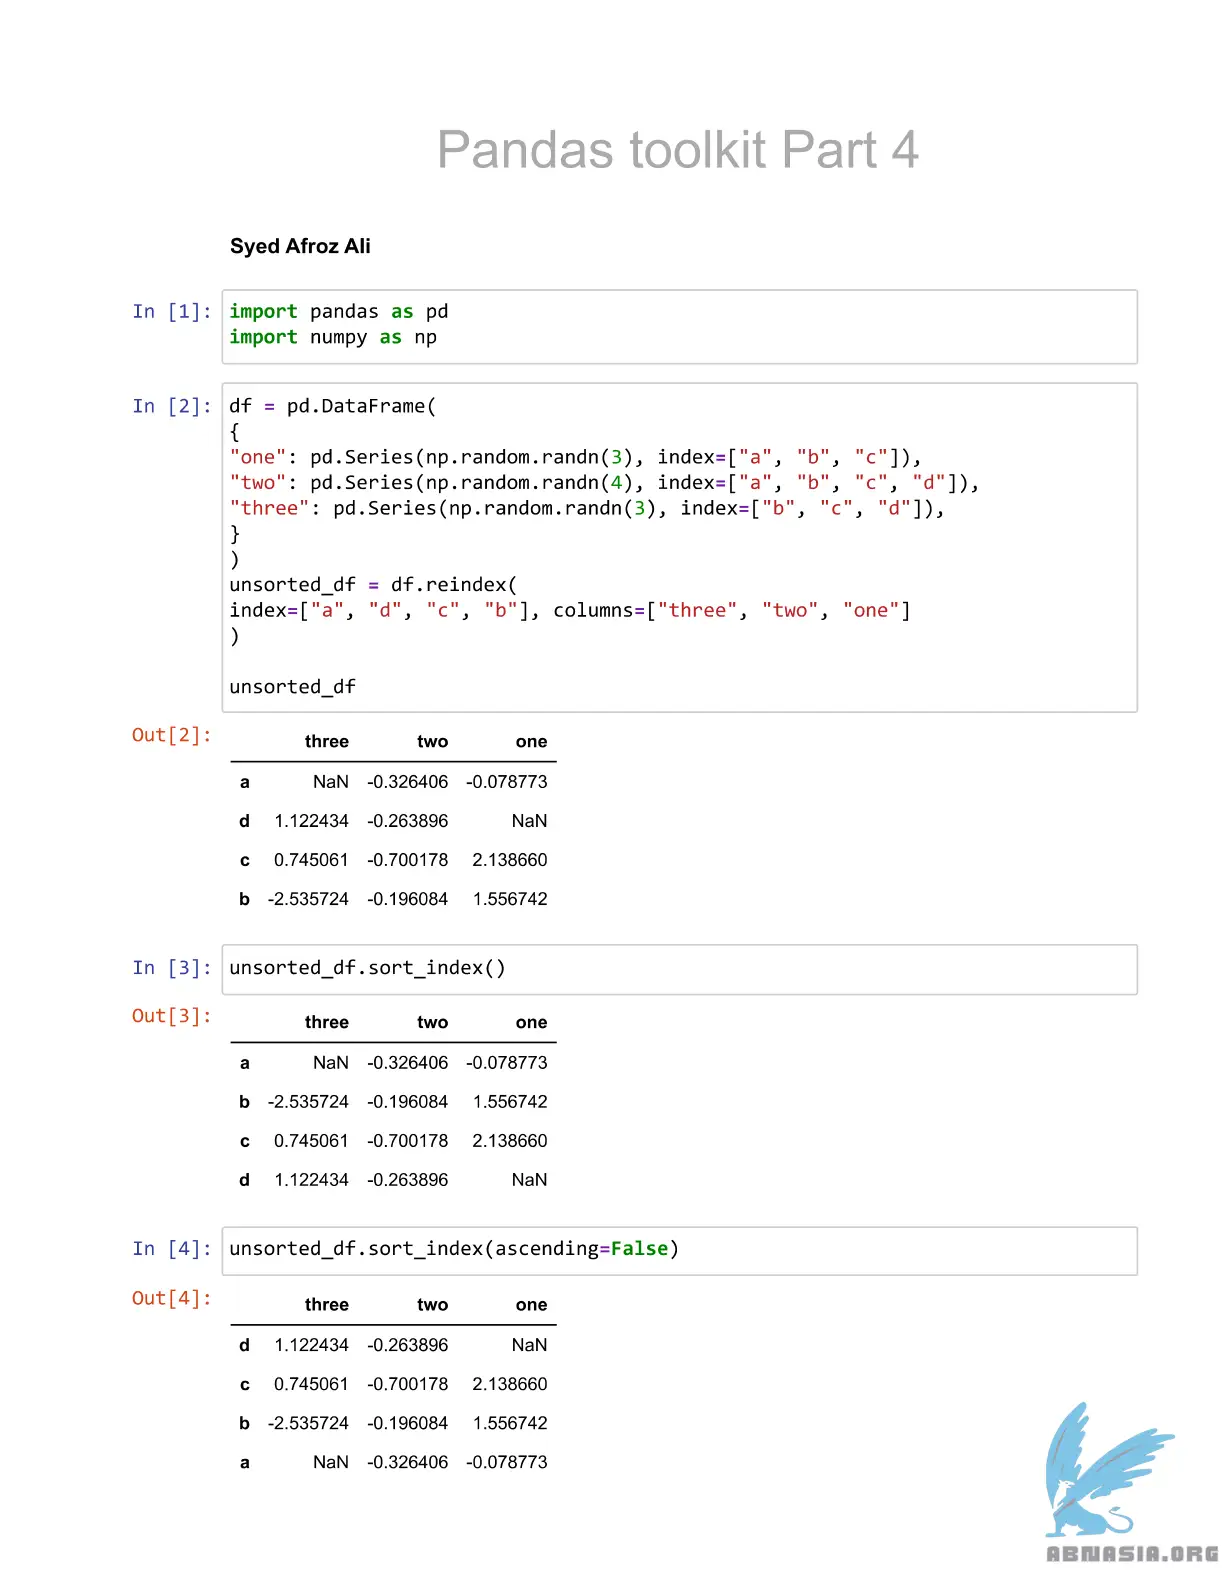 Pandas toolkit Part 4
Syed Afroz Ali
In [1]: import pandas as pd
import numpy as np
In [2]: df = pd.DataFrame(
{
"one": pd.Series(np.random.randn(3), index=["a", "b", "c"]),
"two": pd.Series(np.random.randn(4), index=["a", "b", "c", "d"]),
"three": pd.Series(np.random.randn(3), index=["b", "c", "d"]),
}
)
unsorted_df = df.reindex(
index=["a", "d", "c", "b"], columns=["three", "two", "one"]
)
unsorted_df
Out[2]:
three two one
a NaN -0.326406 -0.078773
d 1.122434 -0.263896 NaN
c 0.745061 -0.700178 2.138660
b -2.535724 -0.196084 1.556742
In [3]: unsorted_df.sort_index()
Out[3]:
three two one
a NaN -0.326406 -0.078773
b -2.535724 -0.196084 1.556742
c 0.745061 -0.700178 2.138660
d 1.122434 -0.263896 NaN
In [4]: unsorted_df.sort_index(ascending=False)
Out[4]:
three two one
d 1.122434 -0.263896 NaN
c 0.745061 -0.700178 2.138660
b -2.535724 -0.196084 1.556742
a NaN -0.326406 -0.078773
ABNASIA.ORG